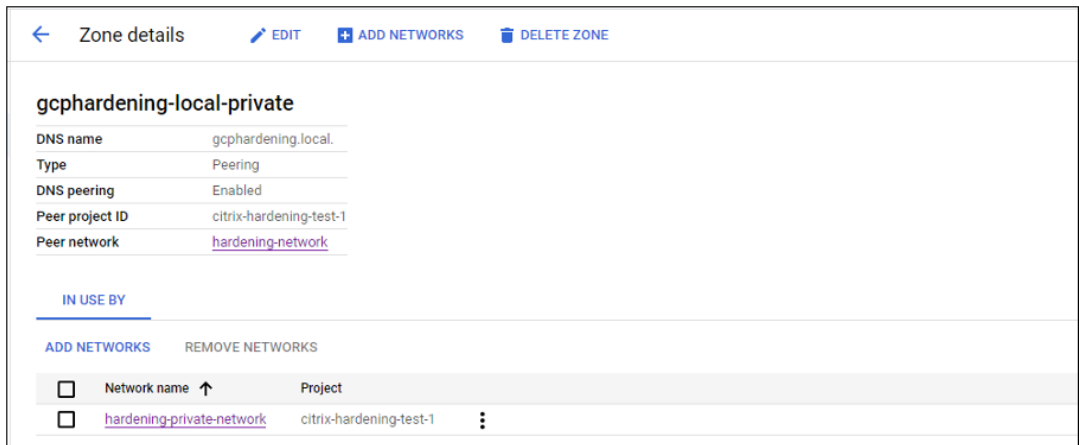 Zone details EDIT ADD NETWORKS DELETE ZONE
gcphardening-local-private
DNS name gcphardening.local.
Type Peering
DNS peering Enabled
Peer project ID citrix-hardening-test-1
Peer network hardening-network
IN USE BY
ADD NETWORKS REMOVE NETWORKS
Network name Project
hardening-private-network citrix-hardening-test-1